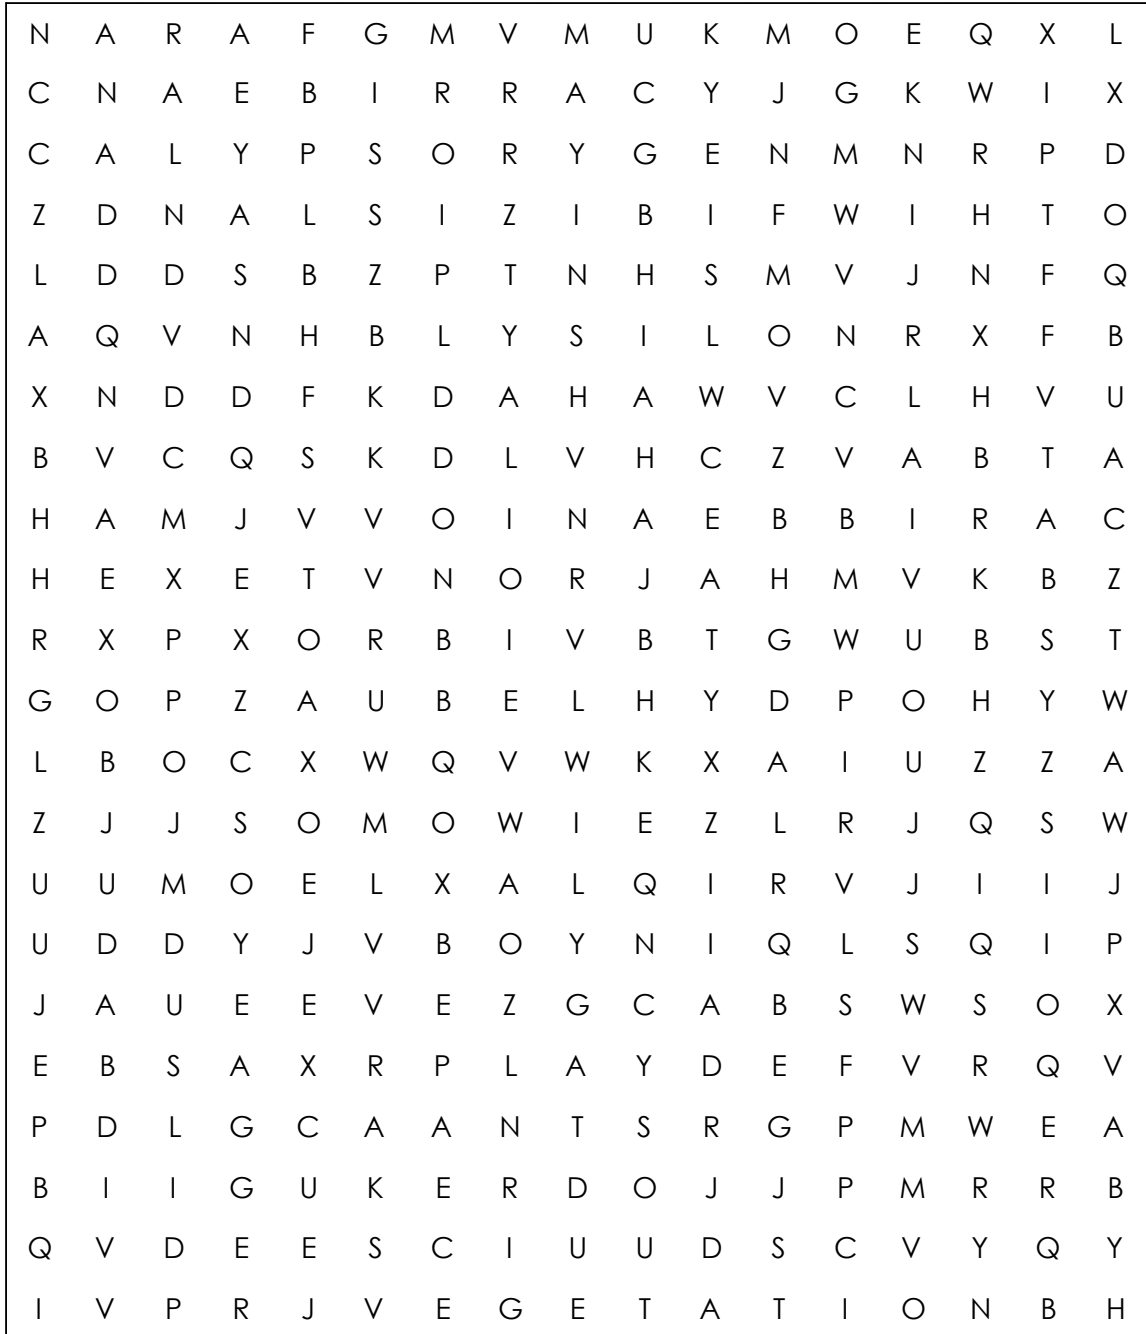 N A R A F G M V M U K M O E Q X L
C N A E B I R R A C Y J G K W I X
C A L Y P S O R Y G E N M N R P D
Z D N A L S I Z I B I F W I H T O
L D D S B Z P T N H S M V J N F Q
A Q V N H B L Y S I L O N R X F B
X N D D F K D A H A W V C L H V U
B V C Q S K D L V H C Z V A B T A
H A M J V V O I N A E B B I R A C
H E X E T V N O R J A H M V K B Z
R X P X O R B I V B T G W U B S T
G O P Z A U B E L H Y D P O H Y W
L B O C X W Q V W K X A I U Z Z A
Z J J S O M O W I E Z L R J Q S W
U U M O E L X A L Q I R V J I I J
U D D Y J V B O Y N I Q L S Q I P
J A U E E V E Z G C A B S W S O X
E B S A X R P L A Y D E F V R Q V
P D L G C A A N T S R G P M W E A
B I I G U K E R D O J J P M R R B
Q V D E E S C I U U D S C V Y Q Y
I V P R J V E G E T A T I O N B H